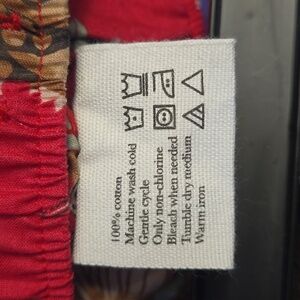 100% cotton
Machine wash cold
Gentle cycle
Only non-chlorine
Bleach when needed
Tumble dry medium
Warm iron